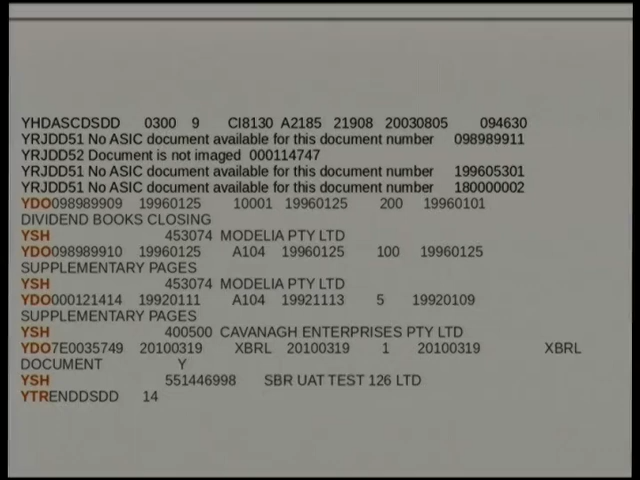 YHDASCDSDD 0300 9 CI8130 A2185 21908 20030805 094630
YRJDD51 No ASIC document available for this document number 098989911
YRJDD52 Document is not imaged 000114747
YRJDD51 No ASIC document available for this document number 199605301
YRJDD51 No ASIC document available for this document number 180000002
YDO098989909 19960125 10001 19960125 200 19960101
DIVIDEND BOOKS CLOSING
YSH 453074 MODELIA PTY LTD
YDO098989910 19960125 A104 19960125 100 19960125
SUPPLEMENTARY PAGES
YSH 453074 MODELIA PTY LTD
YDO000121414 19920111 A104 19921113 5 19920109
SUPPLEMENTARY PAGES
YSH 400500 CAVANAGH ENTERPRISES PTY LTD
YDO7E0035749 20100319 XBRL 20100319 1 20100319 XBRL
DOCUMENT Y
YSH 551446998 SBR UAT TEST 126 LTD
YTRENDDSDD 14